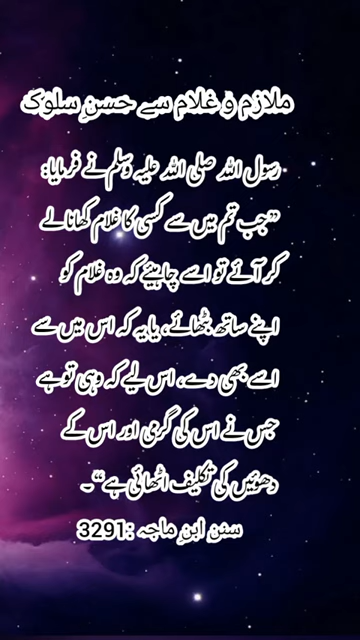 ملازم و غلام سے حسنِ سلوک
رسول اللہ صلی اللہ علیہ وسلم نے فرمایا:
”جب تم میں سے کسی کا غلام کھانا لے
کر آئے تو اسے چاہیئے کہ وہ غلام کو
اپنے ساتھ بٹھائے، یا یہ کہ اس میں سے
اسے بھی دے، اس لیے کہ وہی تو ہے
جس نے اس کی گرمی اور اس کے
دھوئیں کی تکلیف اٹھائی ہے“۔
سنن ابنِ ماجہ :3291